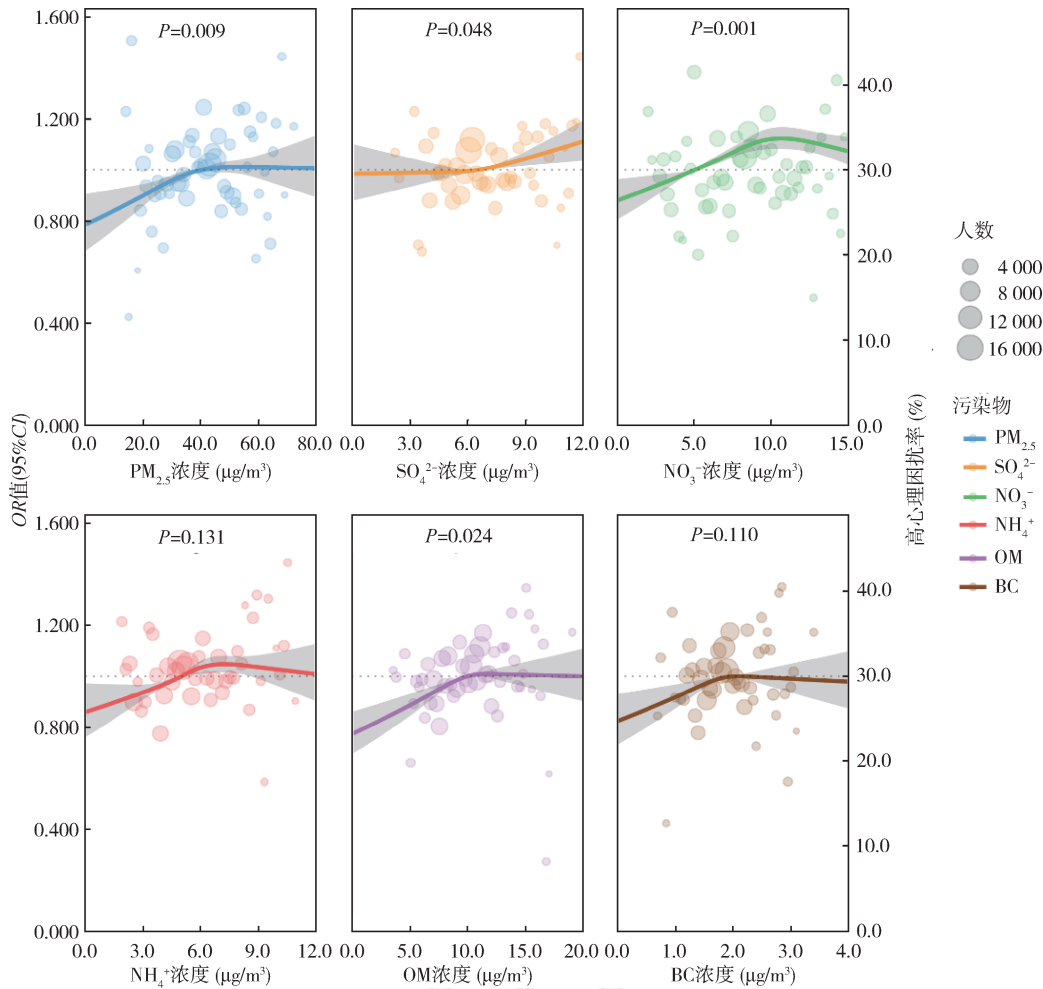 P=0.009
P=0.048
P=0.001
1.600
1.200
0.800
0.400
0.000
40.0
30.0
20.0
10.0
0.0
0.0 20.0 40.0 60.0 80.0
0.0 3.0 6.0 9.0 12.0
0.0 5.0 10.0 15.0
PM2.5浓度 (μg/m³)
SO₄²⁻浓度 (μg/m³)
NO₃⁻浓度 (μg/m³)
OR值(95%CI)
高心理困扰率 (%)
人数
4 000
8 000
12 000
16 000
污染物
PM2.5
SO₄²⁻
NO₃⁻
NH₄⁺
OM
BC
P=0.131
P=0.024
P=0.110
1.600
1.200
0.800
0.400
0.000
40.0
30.0
20.0
10.0
0.0
0.0 3.0 6.0 9.0 12.0
0.0 5.0 10.0 15.0 20.0
0.0 1.0 2.0 3.0 4.0
NH₄⁺浓度 (μg/m³)
OM浓度 (μg/m³)
BC浓度 (μg/m³)